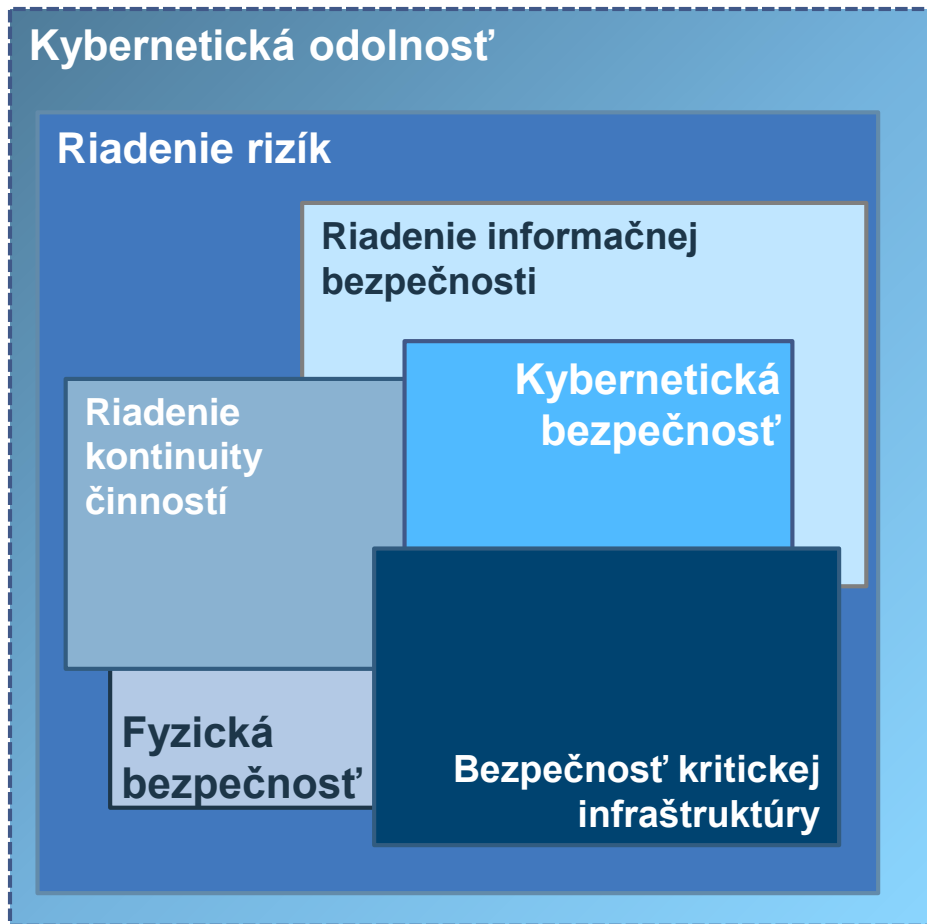 Kybernetická odolnosť
Riadenie rizík
Riadenie informačnej
bezpečnosti
Kybernetická
bezpečnosť
Riadenie
kontinuity
činností
Fyzická
bezpečnosť
Bezpečnosť kritickej
infraštruktúry